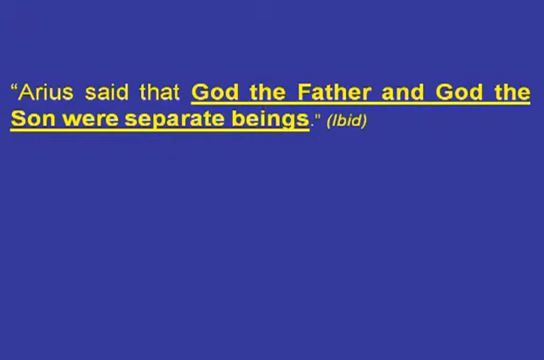 “Arius said that God the Father and God the
Son were separate beings.” (Ibid)